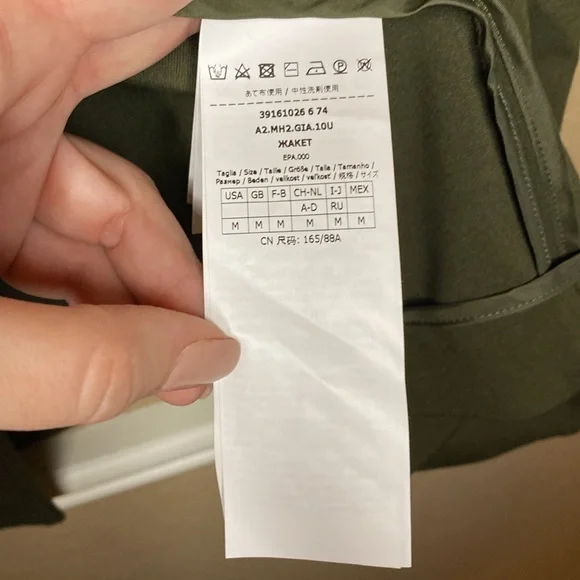 あて布使用 / 中性洗剤使用
39161026 6 74
A2.MH2.GIA.10U
ЖАКЕТ
EPA.000
Taglia / Size / Taille / Größe / Talla / Tamanho /
Размер / Beden / velikost / veľkosť / 規格 / サイズ
USA GB F-B CH-NL I-J MEX
A-D RU
M M M M M M
CN 尺码: 165/88A